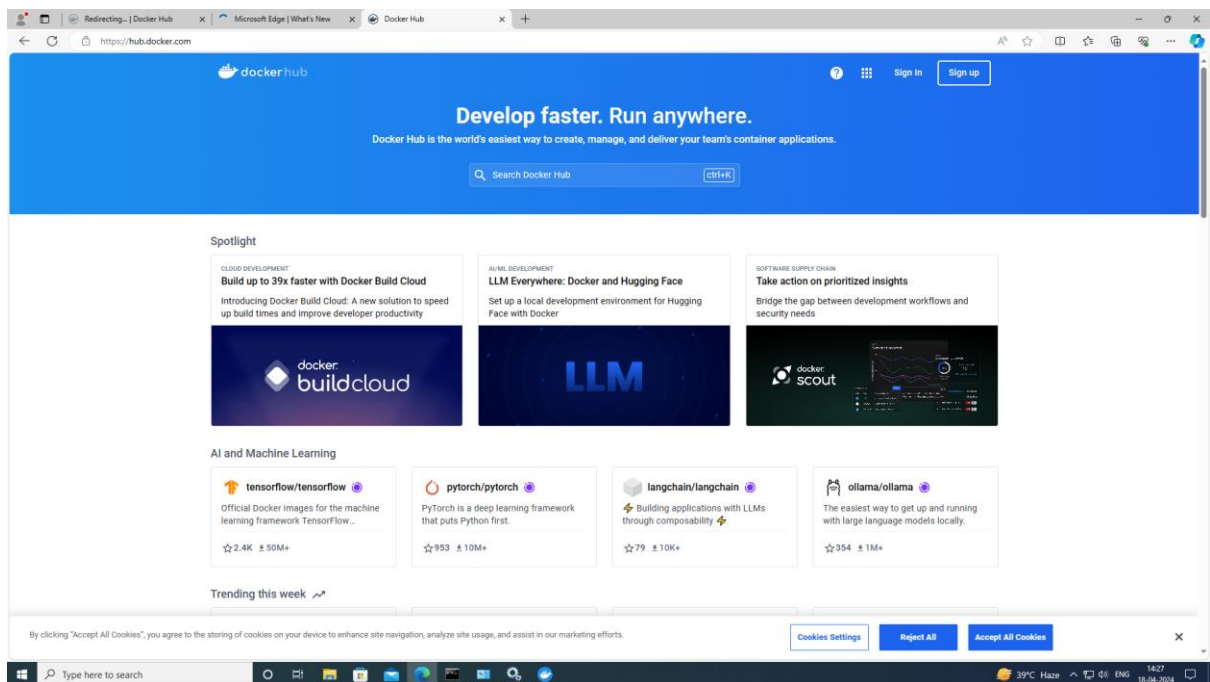 Redirecting... | Docker Hub
Microsoft Edge | What's New
Docker Hub
https://hub.docker.com
dockerhub
Sign In
Sign up
Develop faster. Run anywhere.
Docker Hub is the world's easiest way to create, manage, and deliver your team's container applications.
Search Docker Hub
ctrl+K
Spotlight
CLOUD DEVELOPMENT
Build up to 39x faster with Docker Build Cloud
Introducing Docker Build Cloud: A new solution to speed
up build times and improve developer productivity
docker.
buildcloud
AI/ML DEVELOPMENT
LLM Everywhere: Docker and Hugging Face
Set up a local development environment for Hugging
Face with Docker
LLM
SOFTWARE SUPPLY CHAIN
Take action on prioritized insights
Bridge the gap between development workflows and
security needs
docker.
scout
AI and Machine Learning
tensorflow/tensorflow
Official Docker images for the machine
learning framework TensorFlow...
2.4K 50M+
pytorch/pytorch
PyTorch is a deep learning framework
that puts Python first.
953 10M+
langchain/langchain
⚡ Building applications with LLMs
through composability ⚡
79 10K+
ollama/ollama
The easiest way to get up and running
with large language models locally.
354 1M+
Trending this week
By clicking "Accept All Cookies", you agree to the storing of cookies on your device to enhance site navigation, analyze site usage, and assist in our marketing efforts.
Cookies Settings
Reject All
Accept All Cookies
Type here to search
39°C Haze
ENG
14:27
18-04-2024